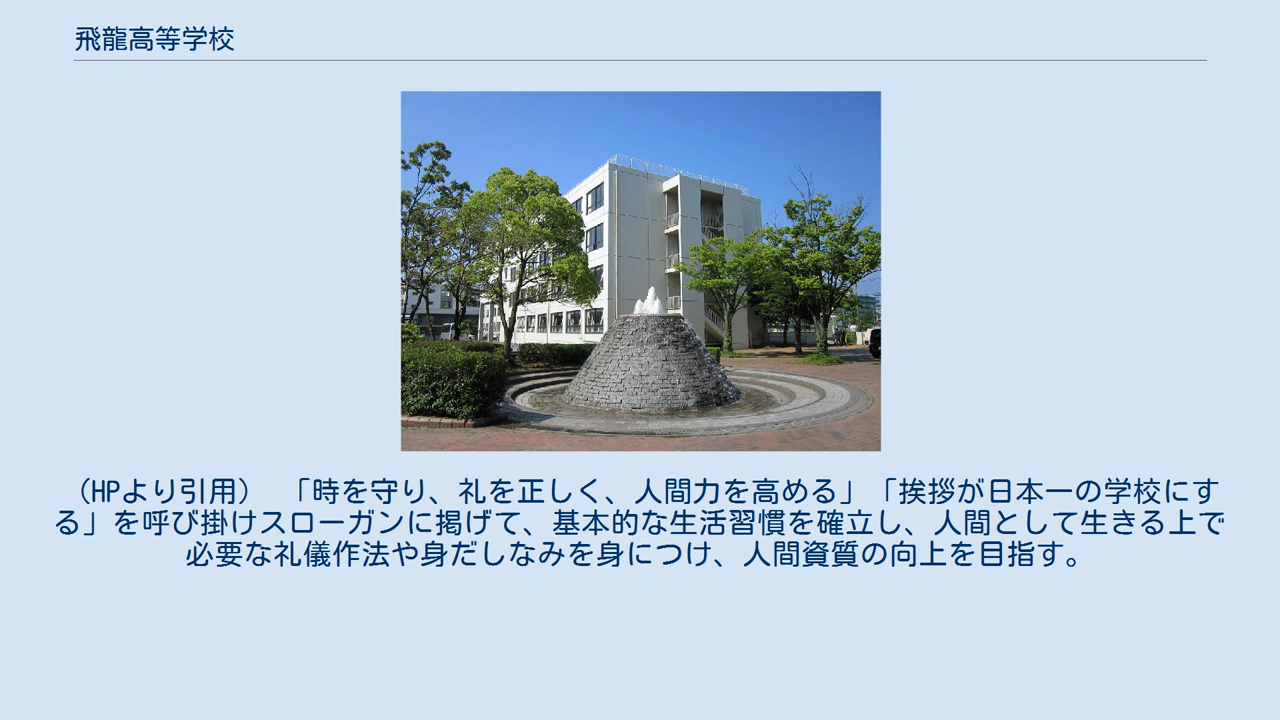 飛龍高等学校
（HPより引用）　「時を守り、礼を正しく、人間力を高める」「挨拶が日本一の学校にす
る」を呼び掛けスローガンに掲げて、基本的な生活習慣を確立し、人間として生きる上で
必要な礼儀作法や身だしなみを身につけ、人間資質の向上を目指す。